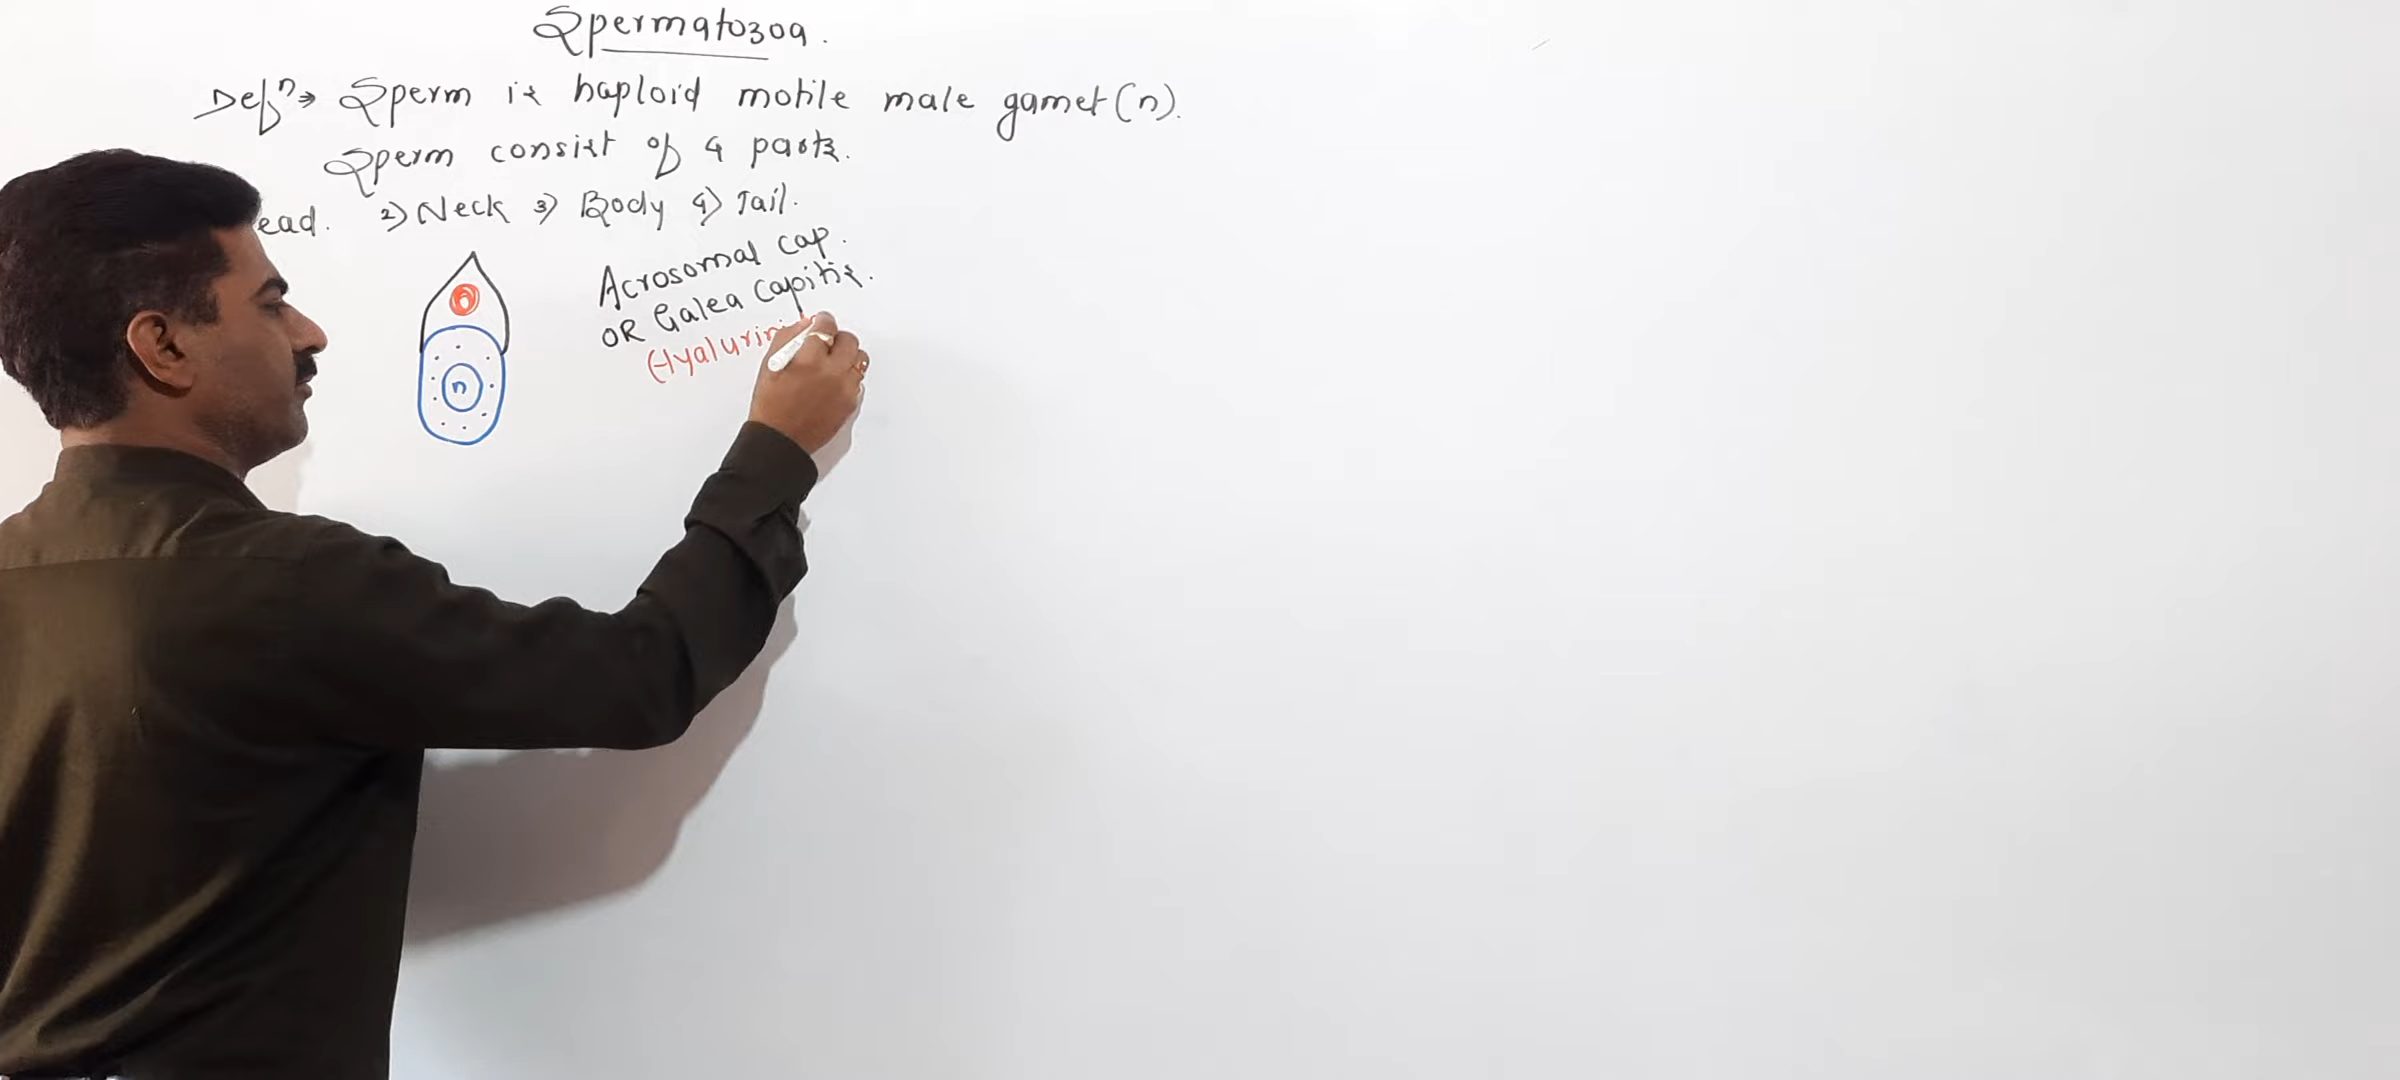 Spermatozoa.
Defⁿ⇒ Sperm is haploid motile male gamet (n).
Sperm consist of 4 parts.
ead. 2) Neck 3) Body 4) Tail.
Acrosomal cap.
OR Galea capitis.
n